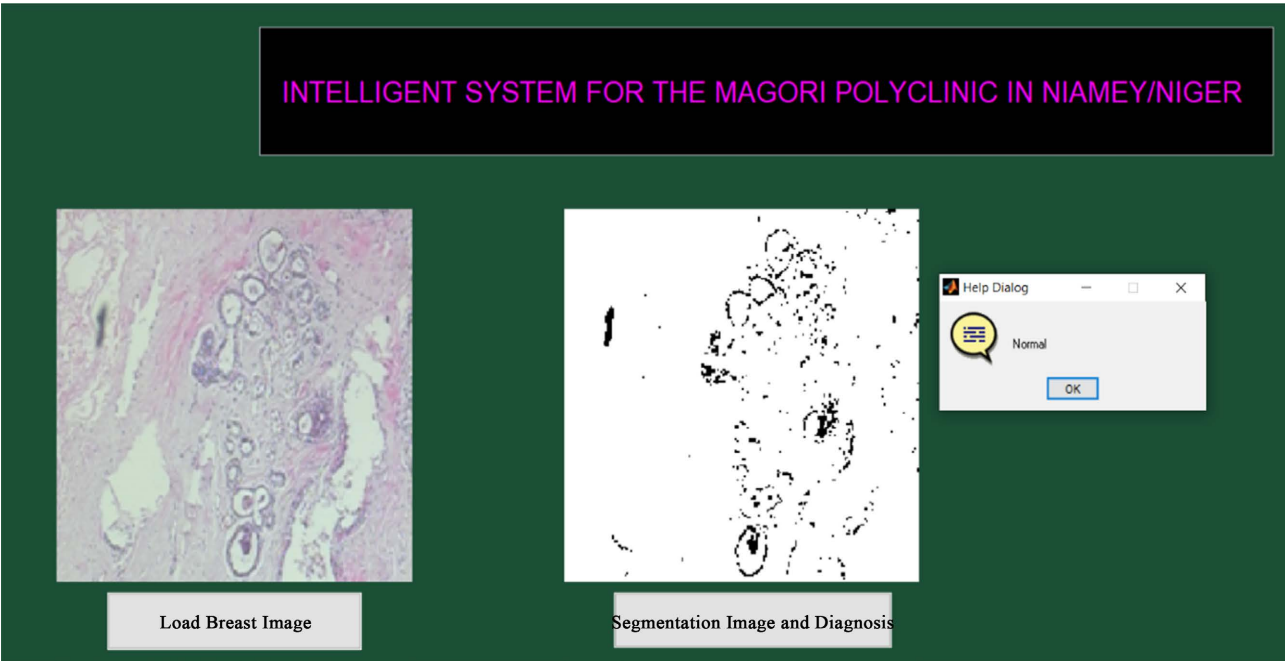 INTELLIGENT SYSTEM FOR THE MAGORI POLYCLINIC IN NIAMEY/NIGER
Help Dialog
Normal
OK
Load Breast Image
Segmentation Image and Diagnosis